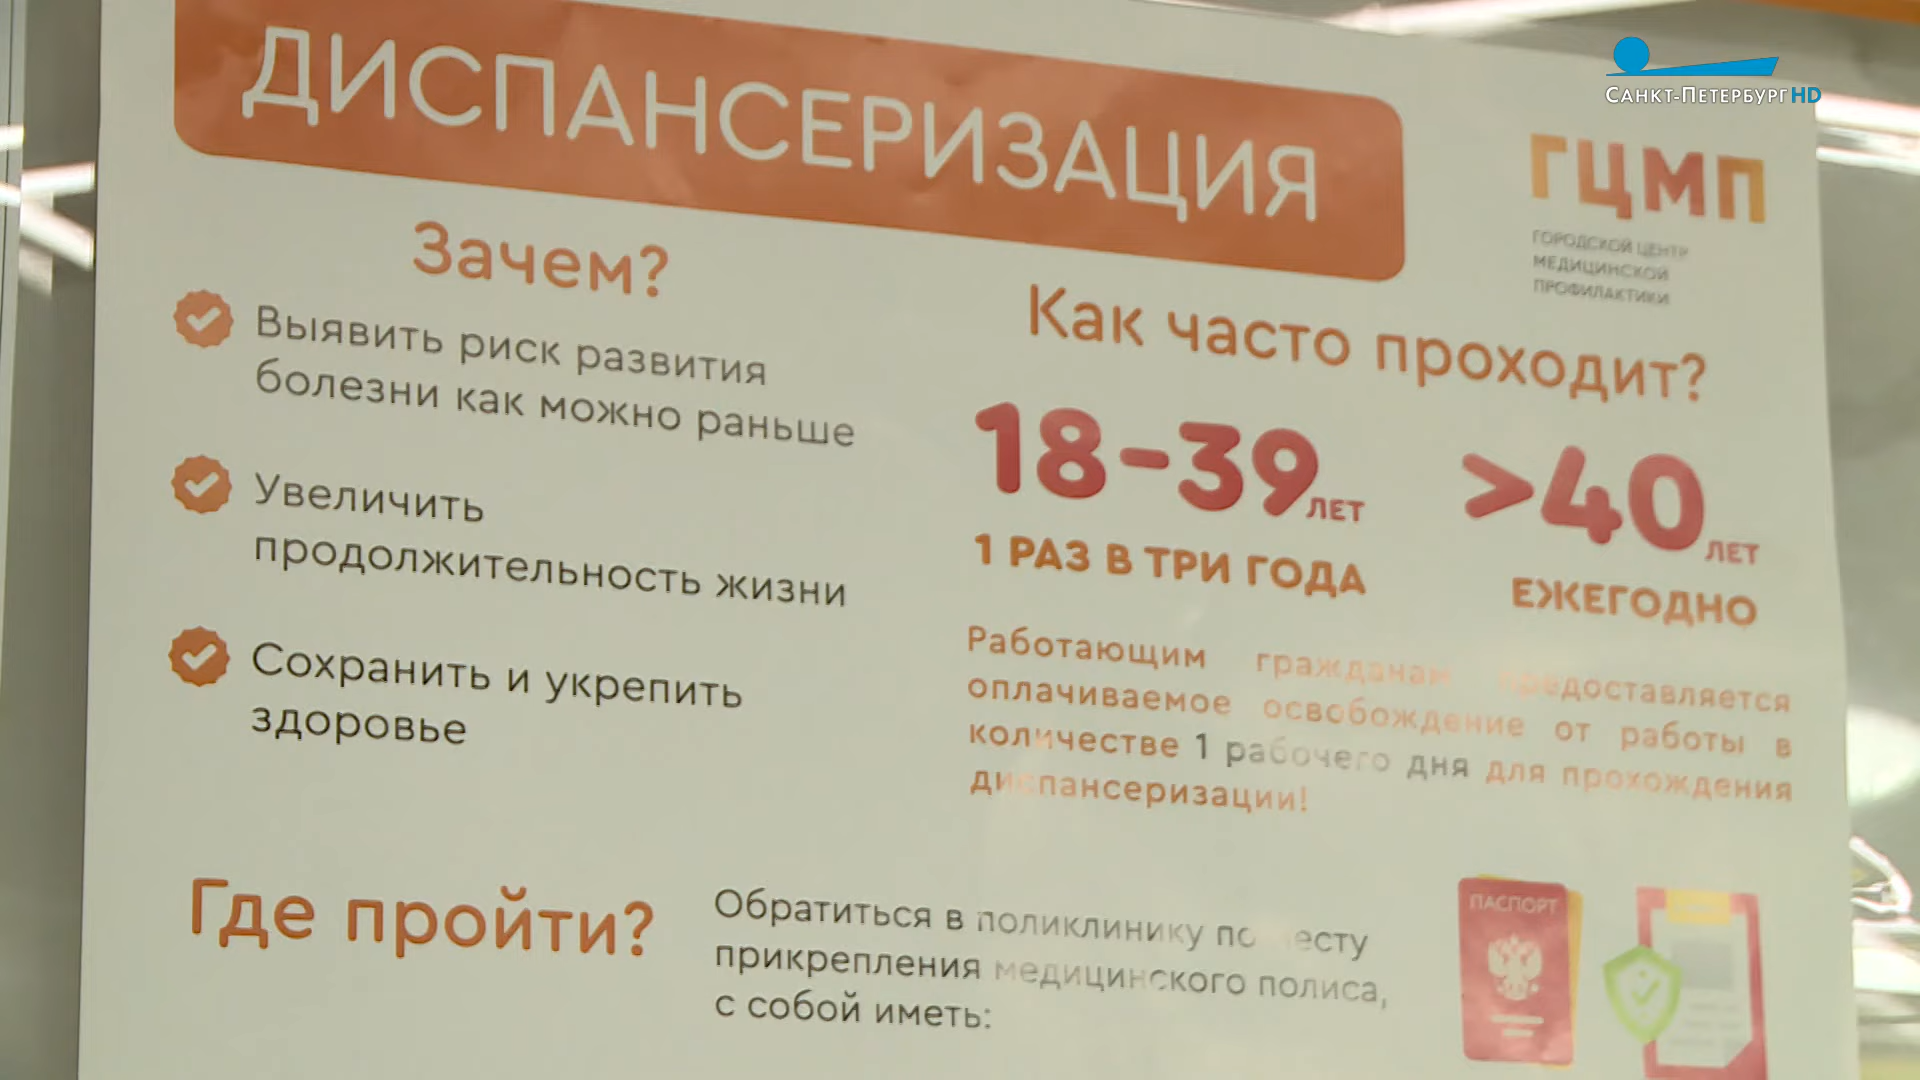 САНКТ-ПЕТЕРБУРГ HD
ДИСПАНСЕРИЗАЦИЯ
ГЦМП
ГОРОДСКОЙ ЦЕНТР
МЕДИЦИНСКОЙ
ПРОФИЛАКТИКИ
Зачем?
Выявить риск развития
болезни как можно раньше
Увеличить
продолжительность жизни
Сохранить и укрепить
здоровье
Как часто проходит?
18-39 ЛЕТ
1 РАЗ В ТРИ ГОДА
>40 ЛЕТ
ЕЖЕГОДНО
Работающим гражданам предоставляется
оплачиваемое освобождение от работы в
количестве 1 рабочего дня для прохождения
диспансеризации!
Где пройти?
Обратиться в поликлинику по месту
прикрепления медицинского полиса,
с собой иметь:
ПАСПОРТ